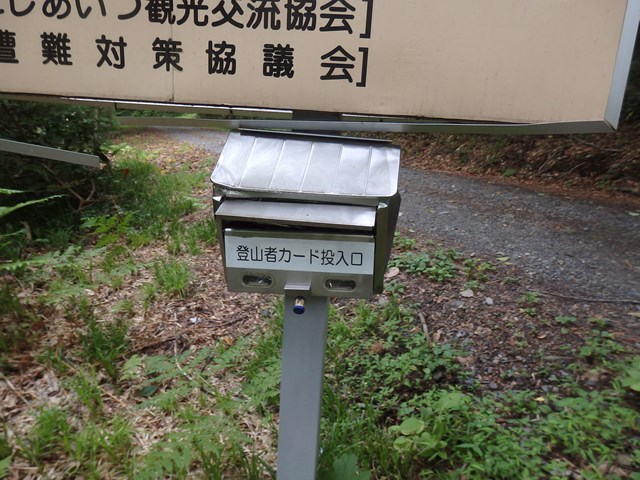 にしあいづ観光交流協会]
遭難対策協議会]
登山者カード投入口